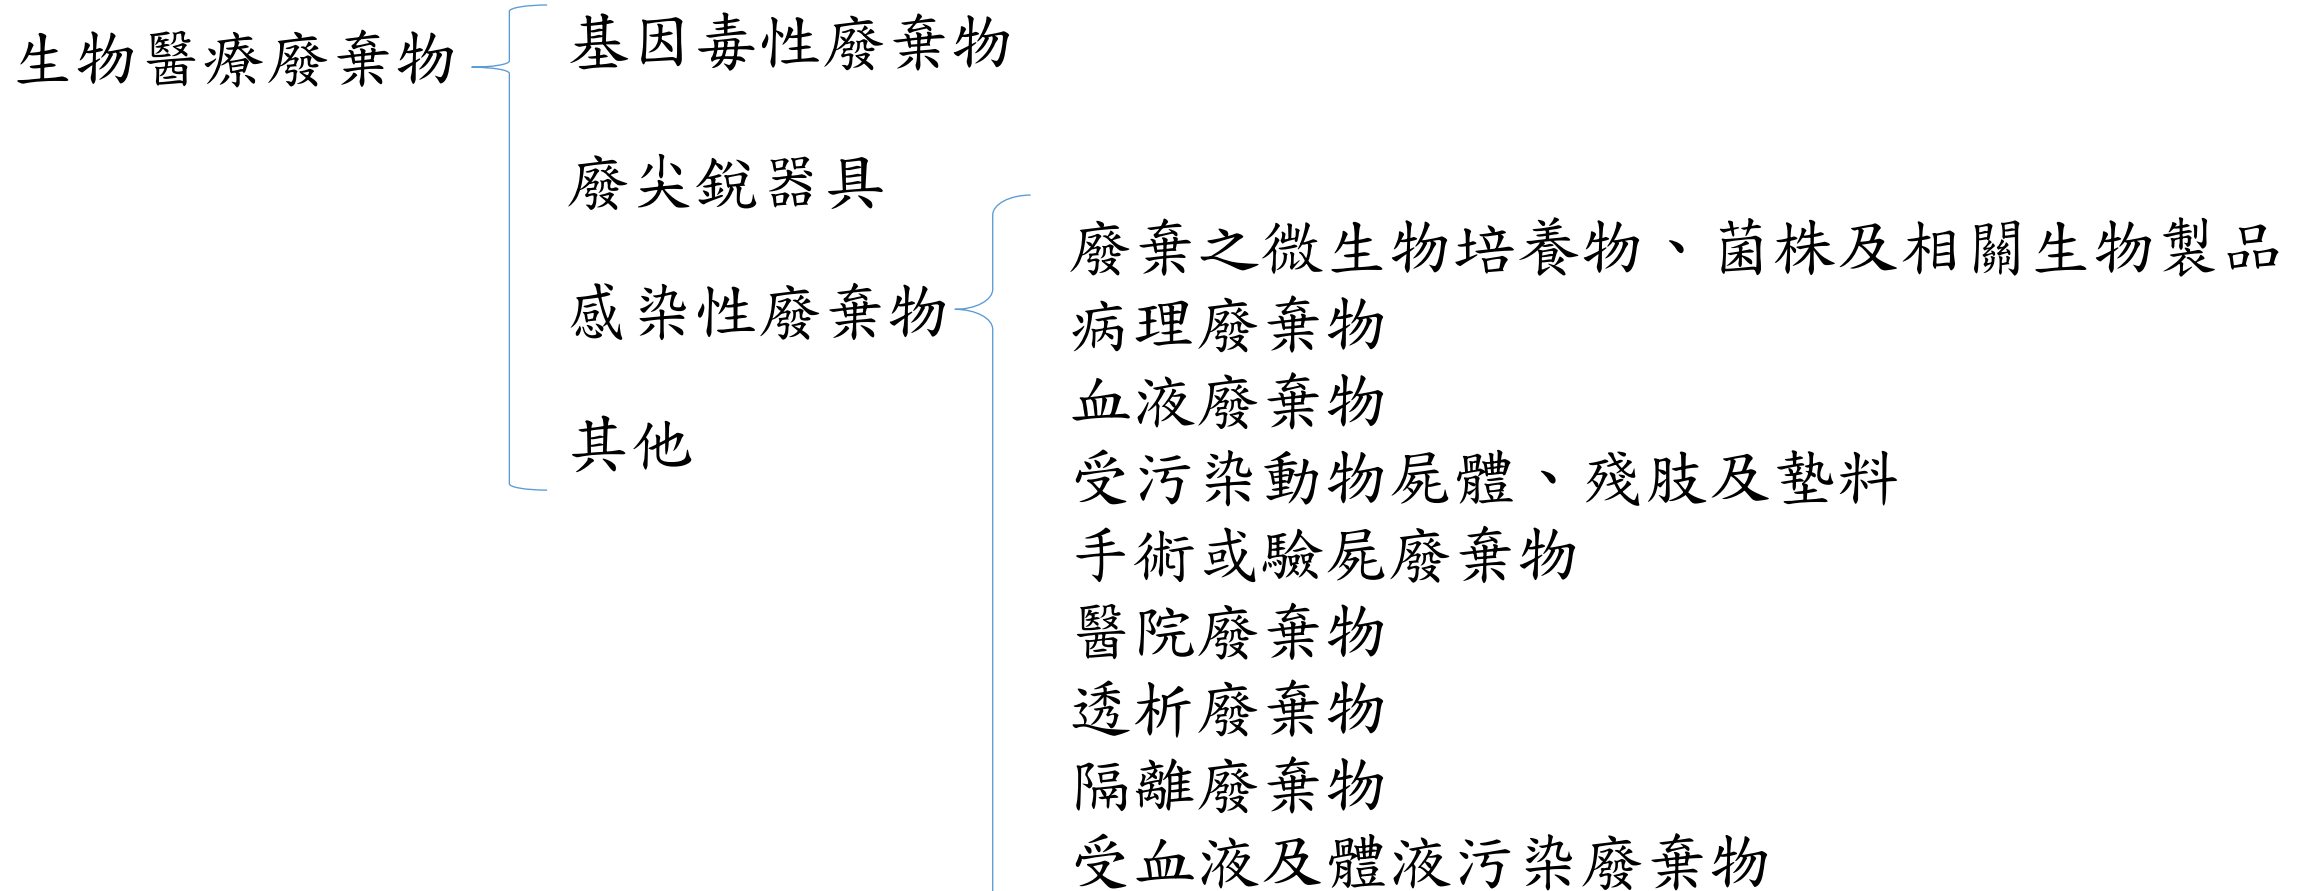 生物醫療廢棄物
基因毒性廢棄物
廢尖銳器具
感染性廢棄物
其他
廢棄之微生物培養物、菌株及相關生物製品
病理廢棄物
血液廢棄物
受污染動物屍體、殘肢及墊料
手術或驗屍廢棄物
醫院廢棄物
透析廢棄物
隔離廢棄物
受血液及體液污染廢棄物